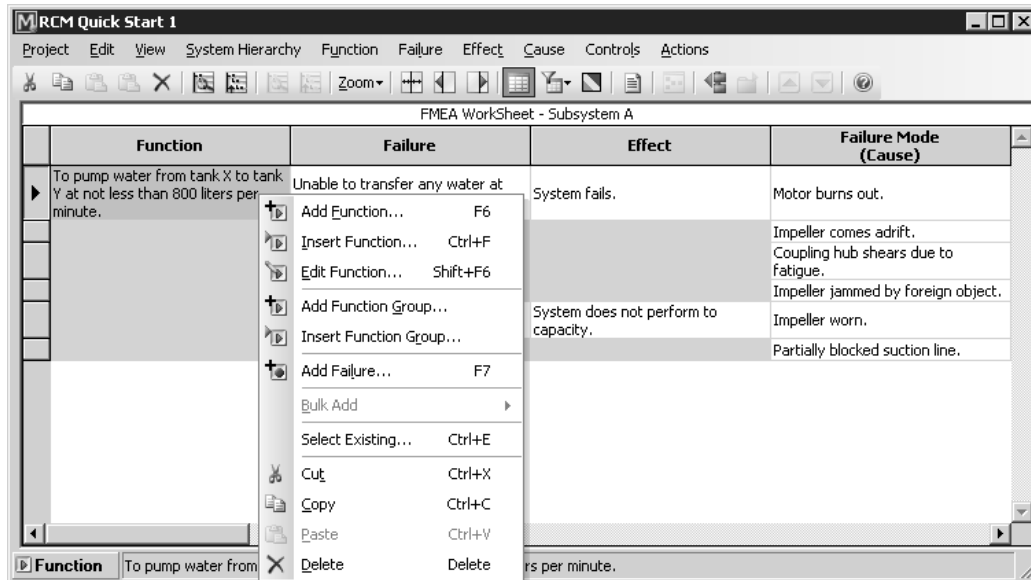 RCM Quick Start 1
Project Edit View System Hierarchy Function Failure Effect Cause Controls Actions
Zoom
FMEA WorkSheet - Subsystem A
Function Failure Effect Failure Mode
(Cause)
To pump water from tank X to tank
Y at not less than 800 liters per
minute.
Unable to transfer any water at
System fails.
Motor burns out.
Impeller comes adrift.
Coupling hub shears due to
fatigue.
Impeller jammed by foreign object.
System does not perform to
capacity.
Impeller worn.
Partially blocked suction line.
Add Function... F6
Insert Function... Ctrl+F
Edit Function... Shift+F6
Add Function Group...
Insert Function Group...
Add Failure... F7
Bulk Add
Select Existing... Ctrl+E
Cut Ctrl+X
Copy Ctrl+C
Paste Ctrl+V
Delete Delete
Function To pump water from rs per minute.